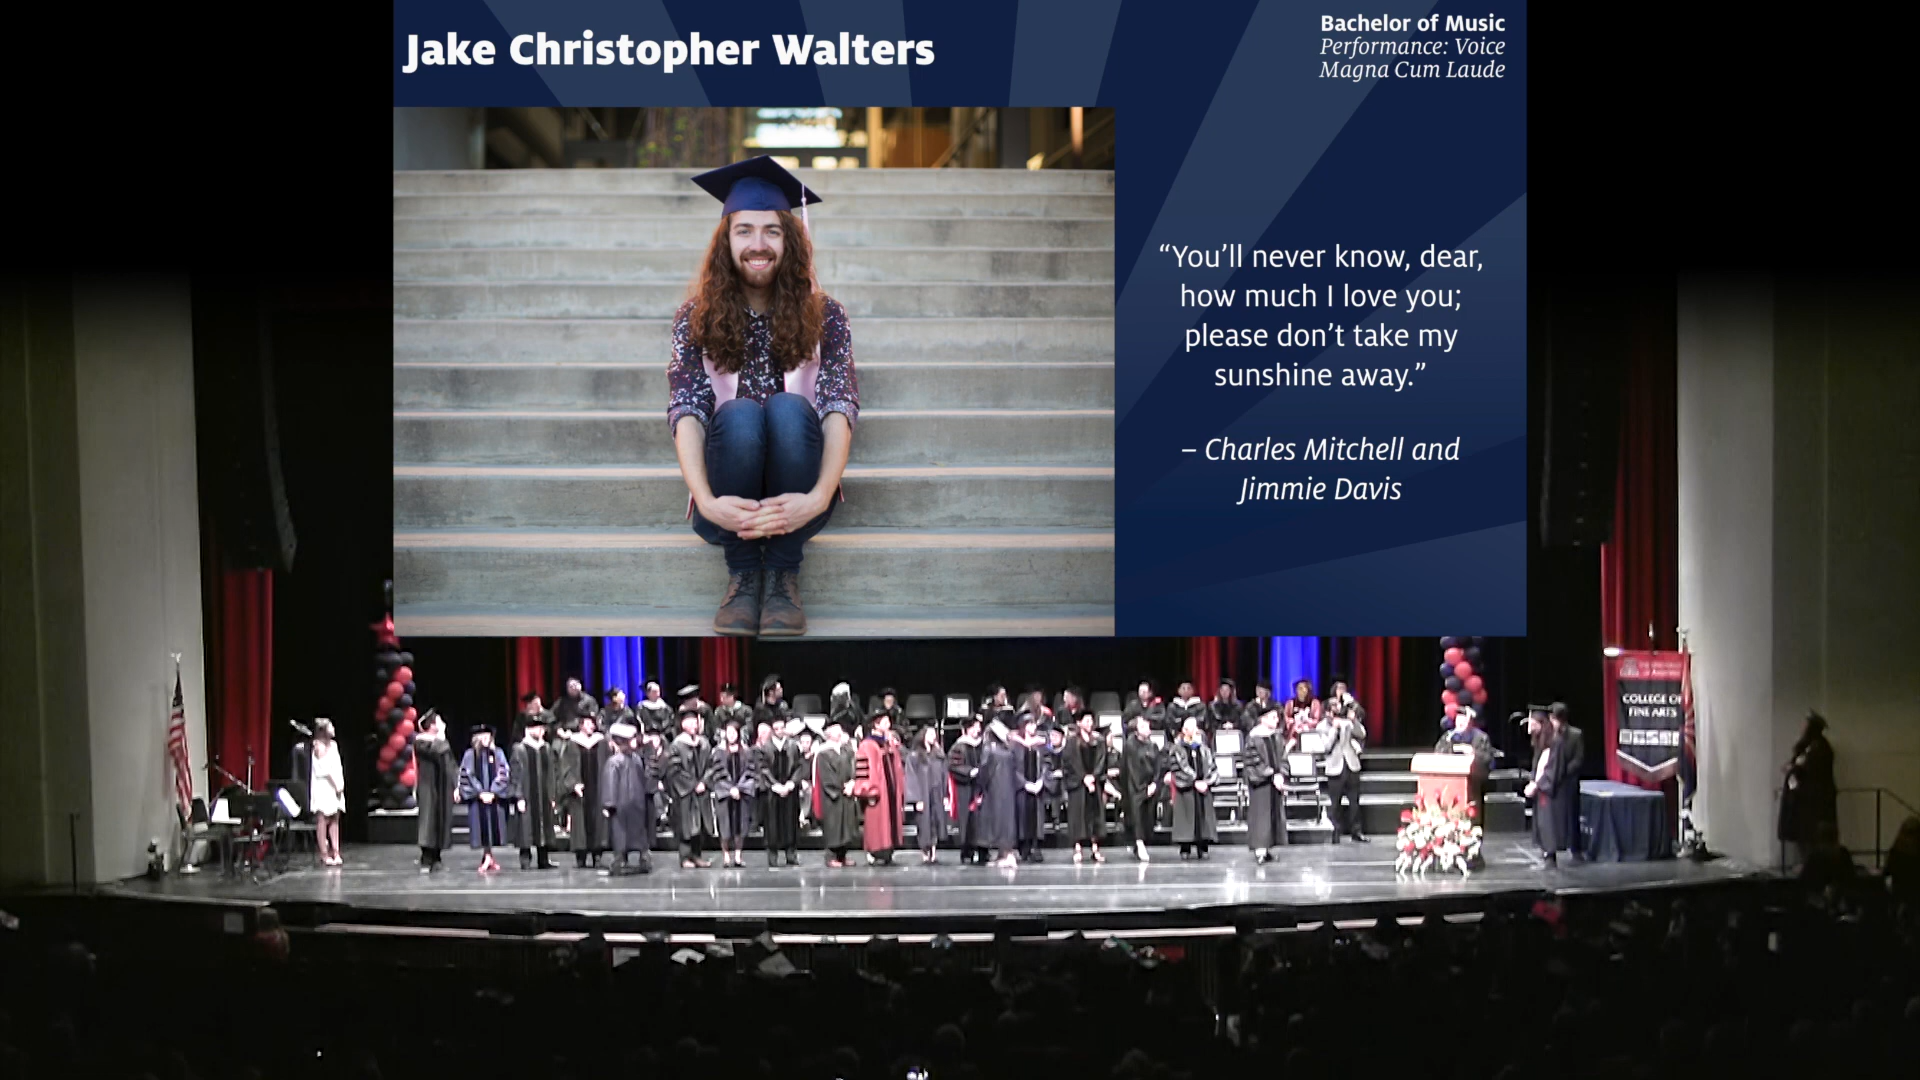 Jake Christopher Walters
Bachelor of Music
Performance: Voice
Magna Cum Laude
“You’ll never know, dear,
how much I love you;
please don’t take my
sunshine away.”
– Charles Mitchell and
Jimmie Davis
COLLEGE OF
FINE ARTS